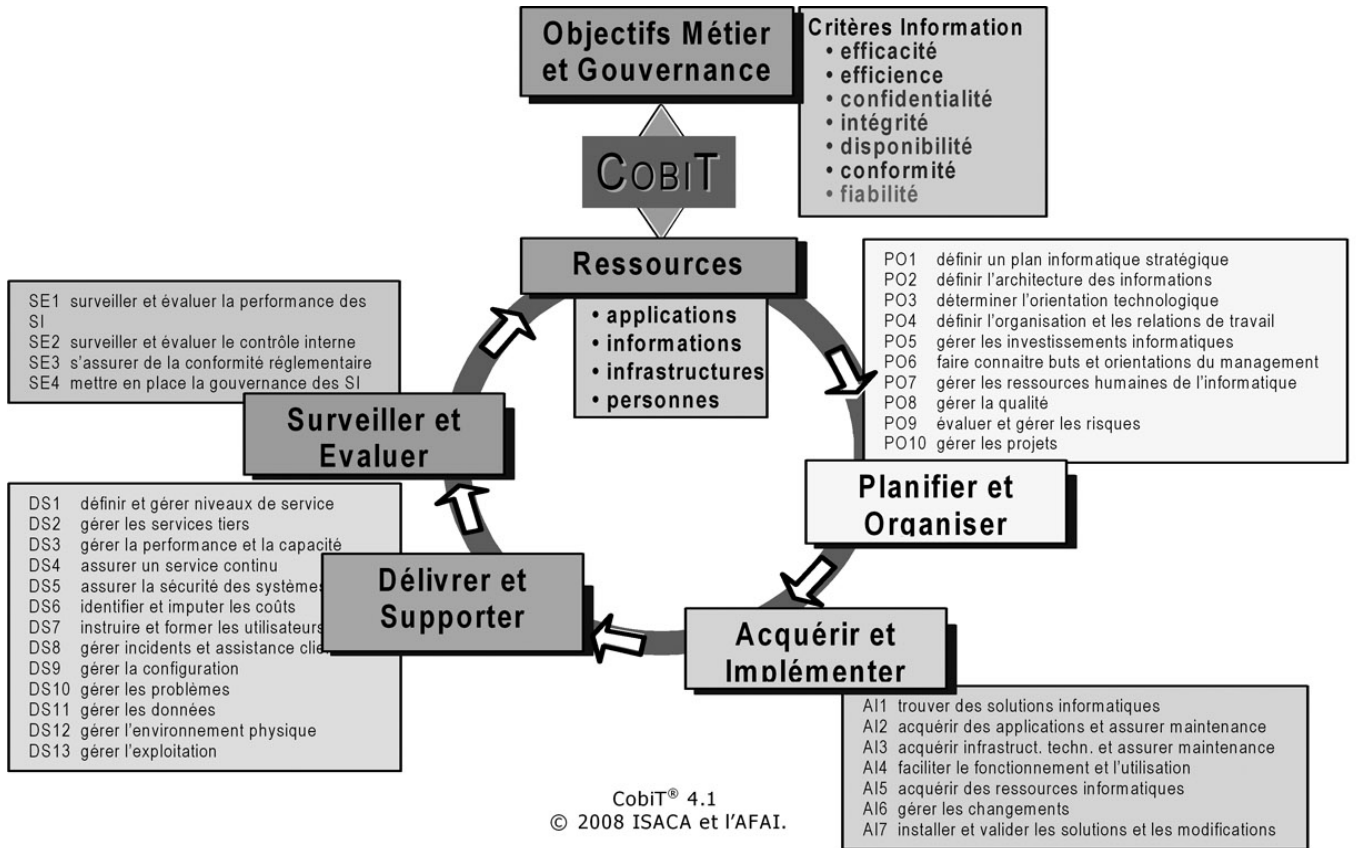 Objectifs Métier
et Gouvernance
Critères Information
• efficacité
• efficience
• confidentialité
• intégrité
• disponibilité
• conformité
• fiabilité
COBIT
Ressources
• applications
• informations
• infrastructures
• personnes
PO1 définir un plan informatique stratégique
PO2 définir l'architecture des informations
PO3 déterminer l'orientation technologique
PO4 définir l'organisation et les relations de travail
PO5 gérer les investissements informatiques
PO6 faire connaitre buts et orientations du management
PO7 gérer les ressources humaines de l'informatique
PO8 gérer la qualité
PO9 évaluer et gérer les risques
PO10 gérer les projets
Planifier et
Organiser
SE1 surveiller et évaluer la performance des
SI
SE2 surveiller et évaluer le contrôle interne
SE3 s'assurer de la conformité réglementaire
SE4 mettre en place la gouvernance des SI
Surveiller et
Evaluer
DS1 définir et gérer niveaux de service
DS2 gérer les services tiers
DS3 gérer la performance et la capacité
DS4 assurer un service continu
DS5 assurer la sécurité des systèmes
DS6 identifier et imputer les coûts
DS7 instruire et former les utilisateurs
DS8 gérer incidents et assistance
DS9 gérer la configuration
DS10 gérer les problèmes
DS11 gérer les données
DS12 gérer l'environnement physique
DS13 gérer l'exploitation
Délivrer et
Supporter
Acquérir et
Implémenter
AI1 trouver des solutions informatiques
AI2 acquérir des applications et assurer maintenance
AI3 acquérir infrastruct. techn. et assurer maintenance
AI4 faciliter le fonctionnement et l'utilisation
AI5 acquérir des ressources informatiques
AI6 gérer les changements
AI7 installer et valider les solutions et les modifications
CobiT® 4.1
© 2008 ISACA et l'AFAI.